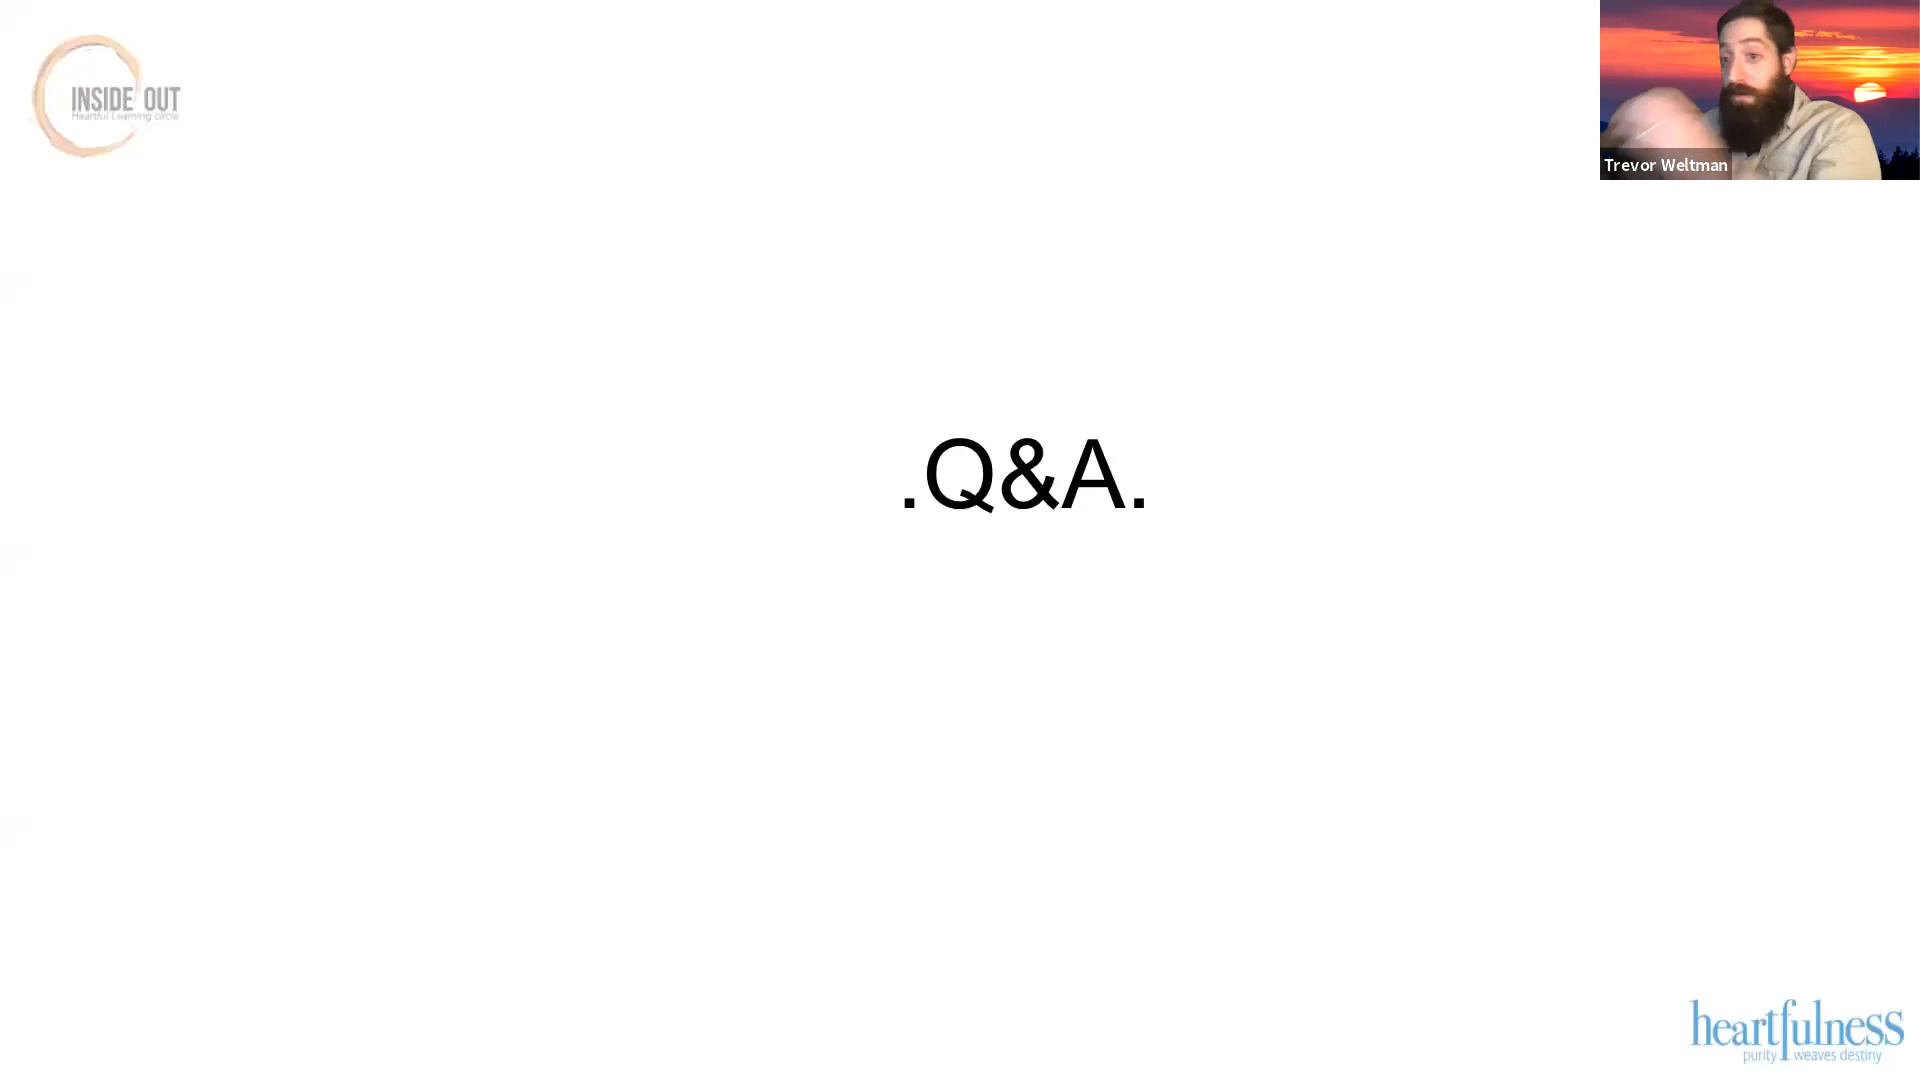 INSIDE OUT
Heartful Learning circle
Trevor Weltman
.Q&A.
heartfulness
purity weaves destiny